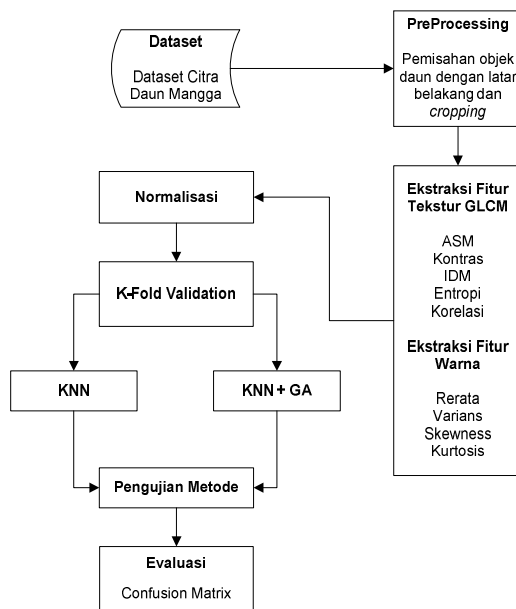 Dataset
Dataset Citra
Daun Mangga
PreProcessing
Pemisahan objek
daun dengan latar
belakang dan
cropping
Ekstraksi Fitur
Tekstur GLCM
ASM
Kontras
IDM
Entropi
Korelasi
Ekstraksi Fitur
Warna
Rerata
Varians
Skewness
Kurtosis
Normalisasi
K-Fold Validation
KNN
KNN + GA
Pengujian Metode
Evaluasi
Confusion Matrix